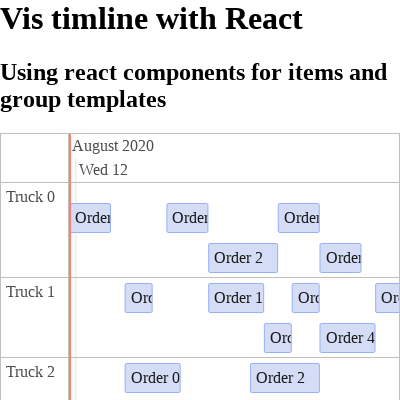 Vis timline with React
Using react components for items and
group templates
August 2020
Wed 12
Truck 0
Order
Order
Order
Order 2
Order
Truck 1
Ord
Order 1
Ord
Ord
Ord
Order 4
Truck 2
Order 0
Order 2